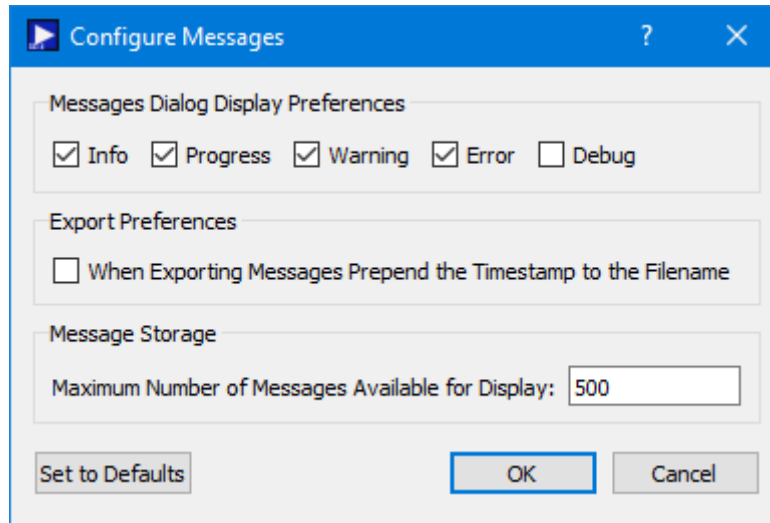 Configure Messages ?
Messages Dialog Display Preferences
Info Progress Warning Error Debug
Export Preferences
When Exporting Messages Prepend the Timestamp to the Filename
Message Storage
Maximum Number of Messages Available for Display: 500
Set to Defaults OK Cancel